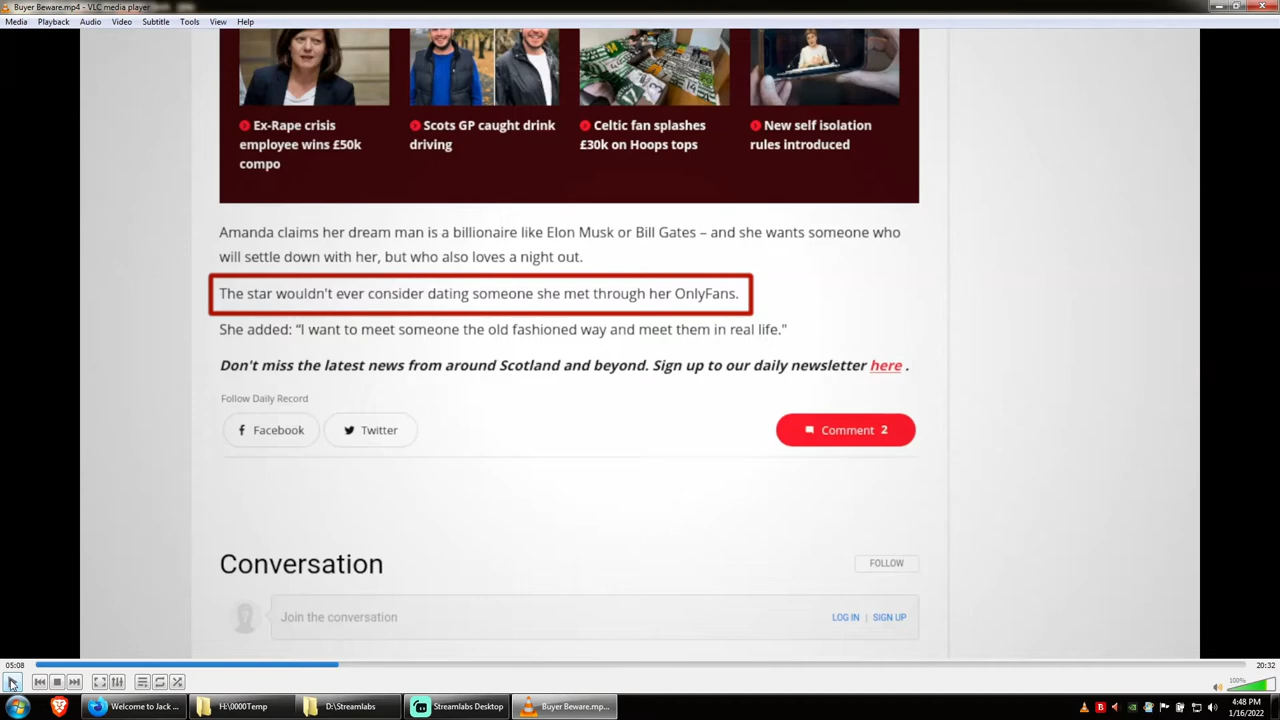 Buyer Beware.mp4 - VLC media player
Media Playback Audio Video Subtitle Tools View Help
Ex-Rape crisis
employee wins £50k
compo
Scots GP caught drink
driving
Celtic fan splashes
£30k on Hoops tops
New self isolation
rules introduced
Amanda claims her dream man is a billionaire like Elon Musk or Bill Gates – and she wants someone who
will settle down with her, but who also loves a night out.
The star wouldn't ever consider dating someone she met through her OnlyFans.
She added: “I want to meet someone the old fashioned way and meet them in real life."
Don't miss the latest news from around Scotland and beyond. Sign up to our daily newsletter here .
Follow Daily Record
Facebook Twitter Comment 2
Conversation FOLLOW
Join the conversation LOG IN | SIGN UP
05:08 20:32
100%
Welcome to Jack ... H:\0000Temp D:\Streamlabs Streamlabs Desktop Buyer Beware.mp... 4:48 PM
1/16/2022